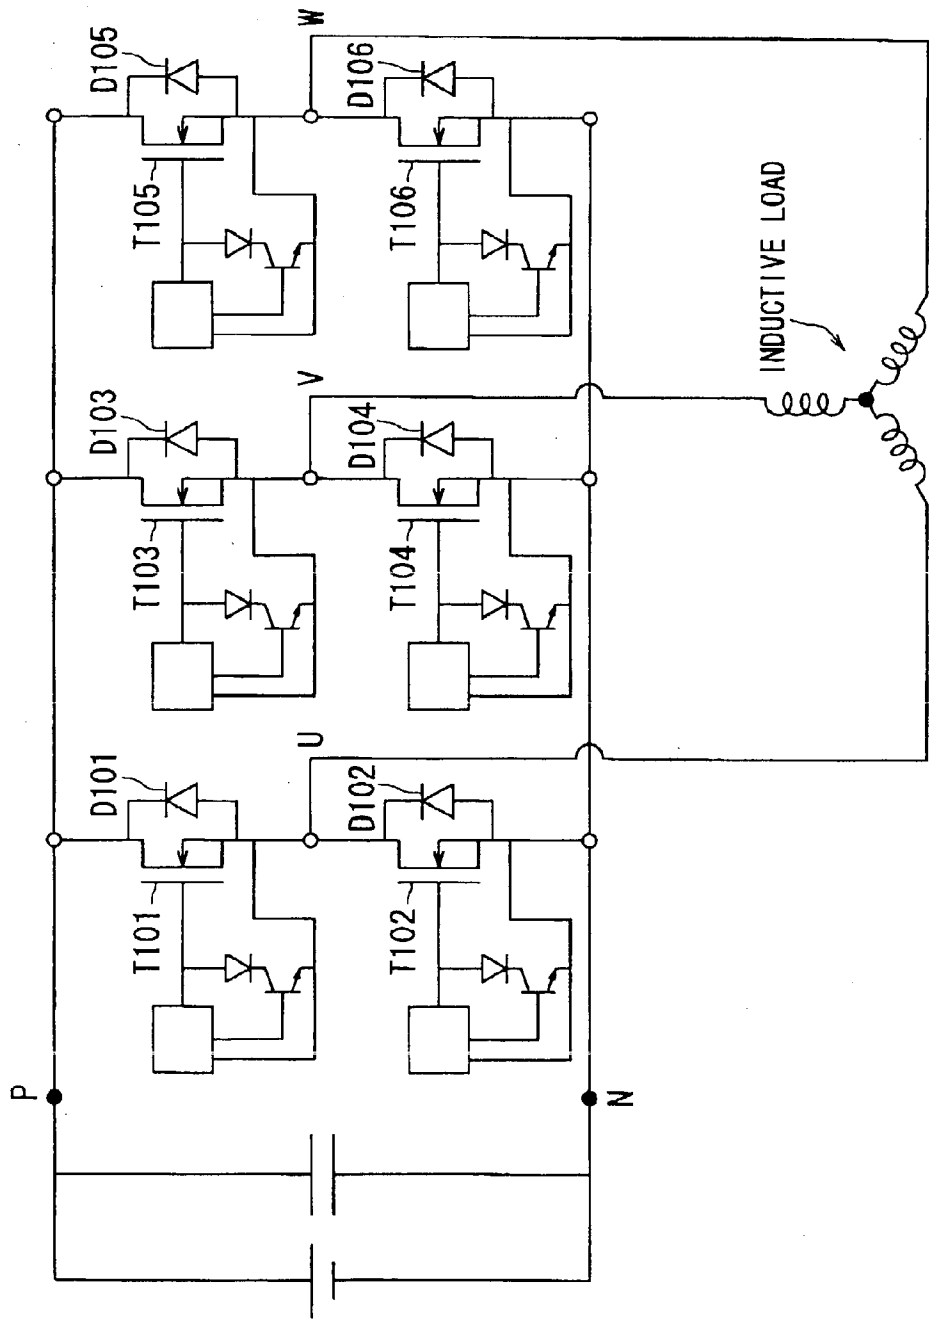 P
N
T101
D101
T102
D102
U
T103
D103
T104
D104
V
T105
D105
T106
D106
W
INDUCTIVE LOAD